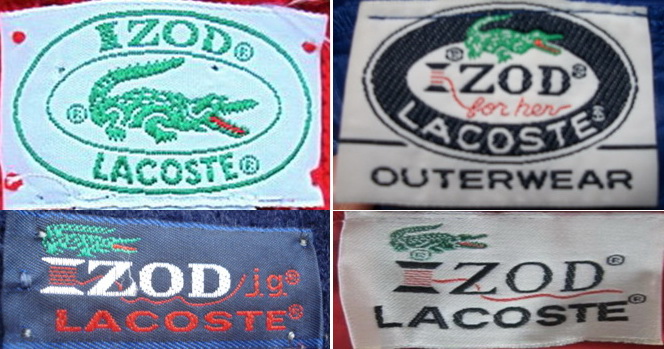 IZOD®
®
LACOSTE®
®
IZOD®
for her
LACOSTE®
OUTERWEAR
IZOD/jg®
LACOSTE®
®
IZOD®
LACOSTE®